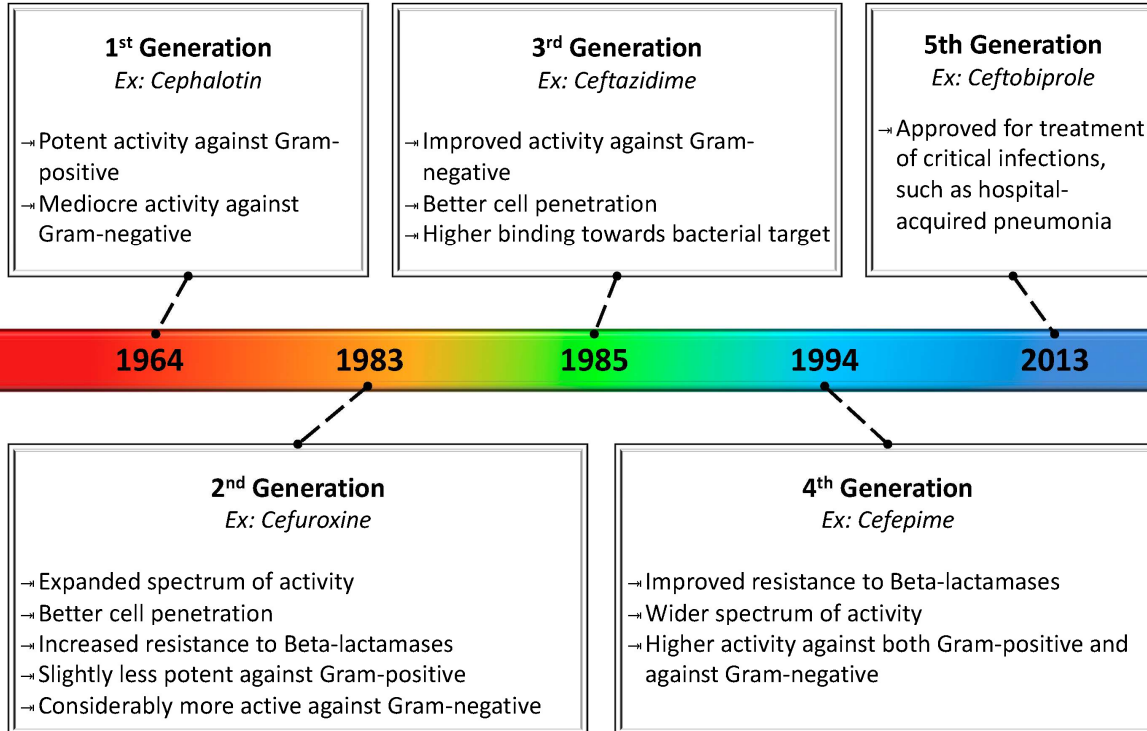 1st Generation
Ex: Cephalotin
⇥Potent activity against Gram-
positive
⇥Mediocre activity against
Gram-negative
3rd Generation
Ex: Ceftazidime
⇥Improved activity against Gram-
negative
⇥Better cell penetration
⇥Higher binding towards bacterial target
5th Generation
Ex: Ceftobiprole
⇥Approved for treatment
of critical infections,
such as hospital-
acquired pneumonia
1964
1983
1985
1994
2013
2nd Generation
Ex: Cefuroxine
⇥Expanded spectrum of activity
⇥Better cell penetration
⇥Increased resistance to Beta-lactamases
⇥Slightly less potent against Gram-positive
⇥Considerably more active against Gram-negative
4th Generation
Ex: Cefepime
⇥Improved resistance to Beta-lactamases
⇥Wider spectrum of activity
⇥Higher activity against both Gram-positive and
against Gram-negative